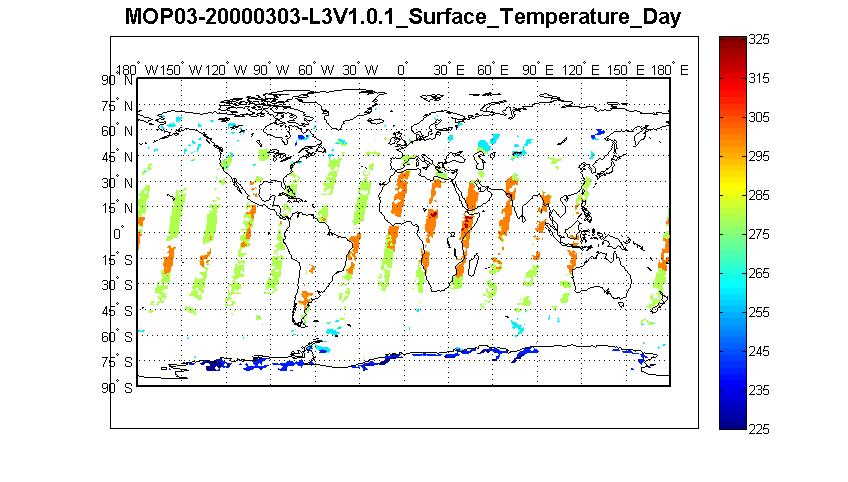 MOP03-20000303-L3V1.0.1_Surface_Temperature_Day
180° W 150° W 120° W 90° W 60° W 30° W 0° 30° E 60° E 90° E 120° E 150° E 180° E
90° N
75° N
60° N
45° N
30° N
15° N
0°
15° S
30° S
45° S
60° S
75° S
90° S
325
315
305
295
285
275
265
255
245
235
225